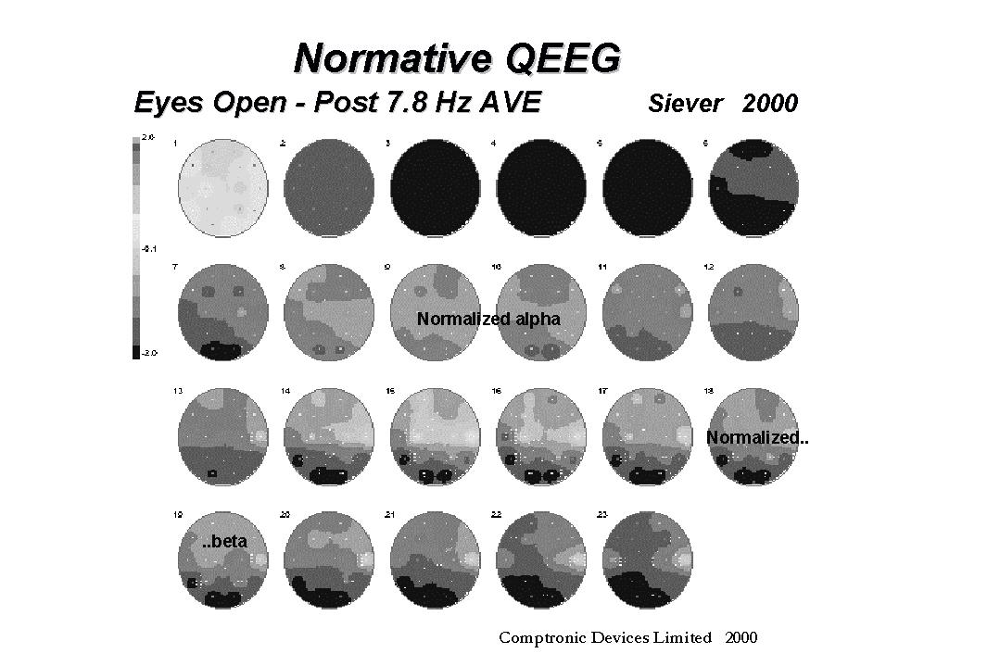 Normative QEEG
Eyes Open - Post 7.8 Hz AVE Siever 2000
2.0
1 2 3 4 5 6
-0.1
7 8 9 10 11 12
Normalized alpha
-2.0
13 14 15 16 17 18
Normalized..
19 20 21 22 23
..beta
Comptronic Devices Limited 2000